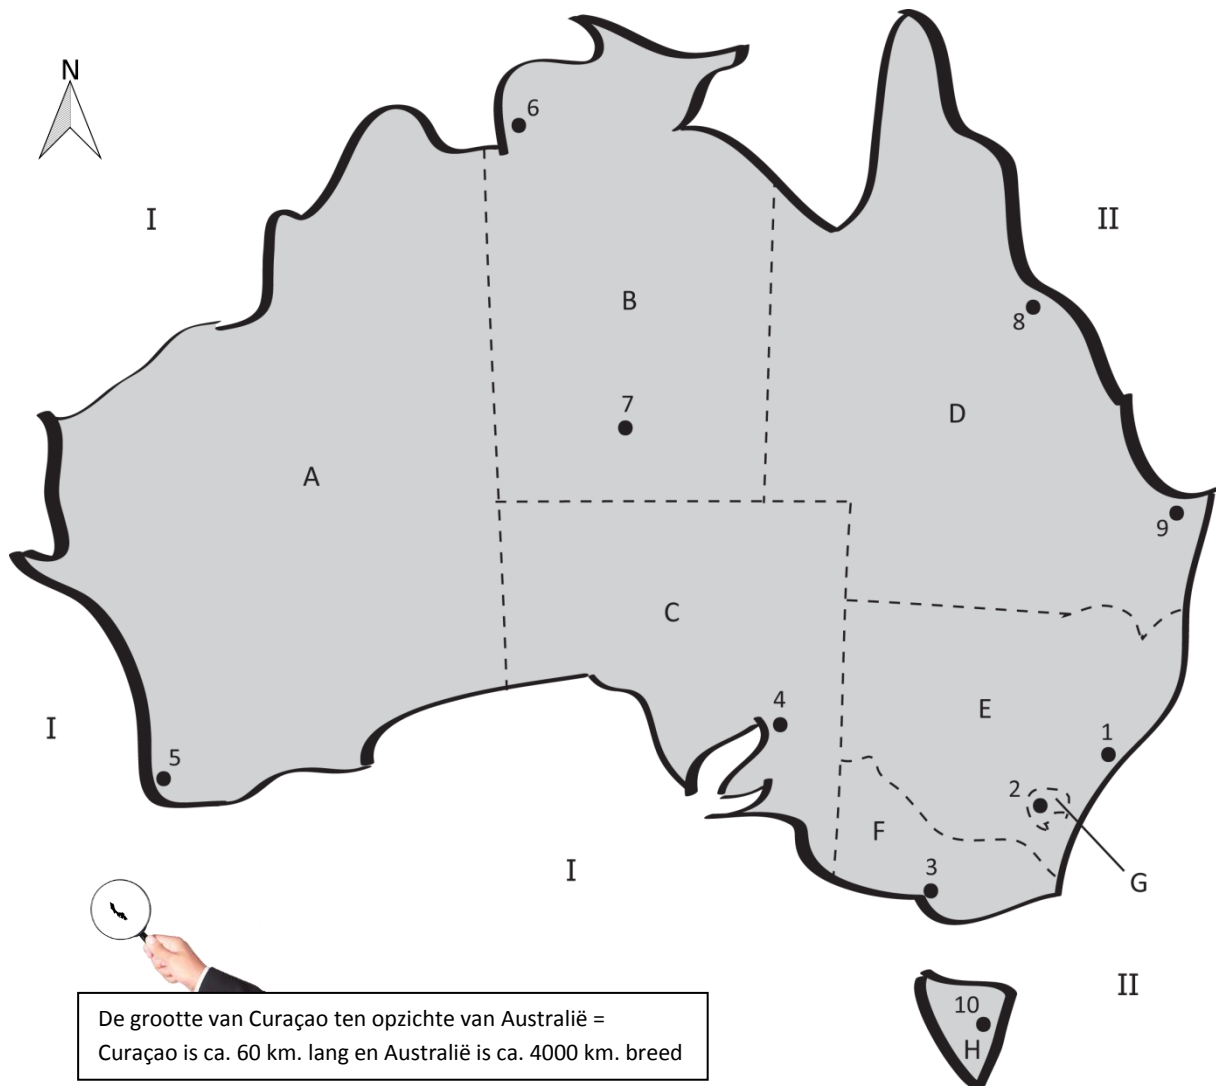 N
6
I
II
B
8
7
D
A
9
C
4
E
1
I
5
2
F
3
I
G
II
10
H
De grootte van Curaçao ten opzichte van Australië =
Curaçao is ca. 60 km. lang en Australië is ca. 4000 km. breed